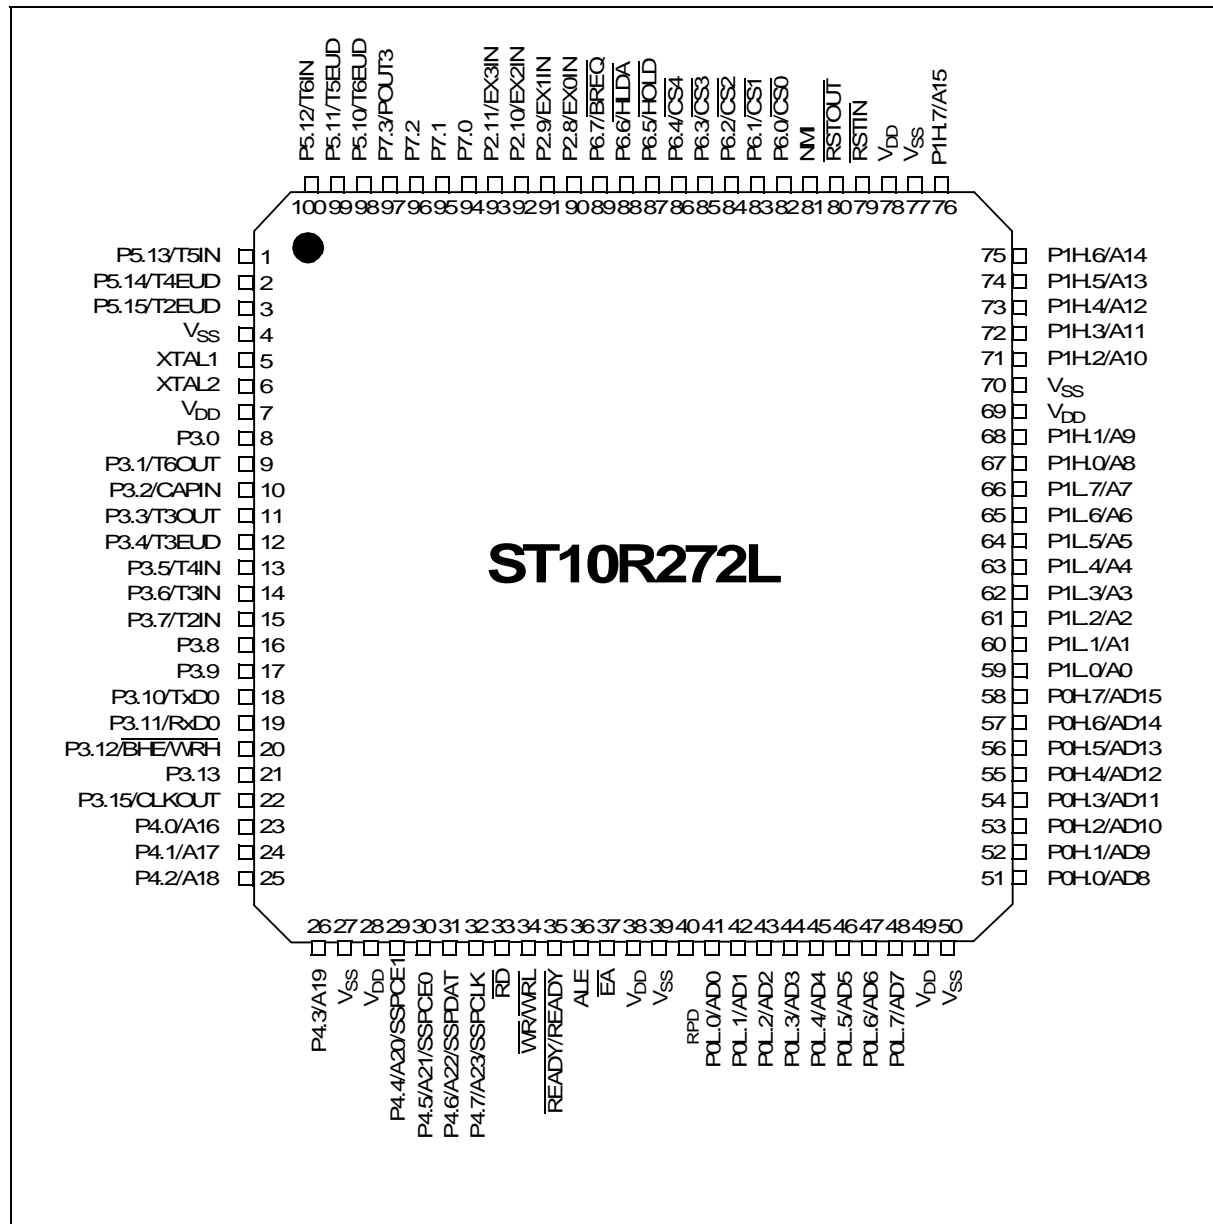 P5.12/T6IN
P5.11/T5EUD
P5.10/T6EUD
P7.3/POUT3
P7.2
P7.1
P7.0
P2.11/EX3IN
P2.10/EX2IN
P2.9/EX1IN
P2.8/EX0IN
P6.7/BREQ
P6.6/HLDA
P6.5/HOLD
P6.4/CS4
P6.3/CS3
P6.2/CS2
P6.1/CS1
P6.0/CS0
NMI
RSTOUT
RSTIN
VDD
VSS
P1H.7/A15
100 99 98 97 96 95 94 93 92 91 90 89 88 87 86 85 84 83 82 81 80 79 78 77 76
P5.13/T5IN 1
P5.14/T4EUD 2
P5.15/T2EUD 3
VSS 4
XTAL1 5
XTAL2 6
VDD 7
P3.0 8
P3.1/T6OUT 9
P3.2/CAPIN 10
P3.3/T3OUT 11
P3.4/T3EUD 12
P3.5/T4IN 13
P3.6/T3IN 14
P3.7/T2IN 15
P3.8 16
P3.9 17
P3.10/TxD0 18
P3.11/RxD0 19
P3.12/BHE/WRH 20
P3.13 21
P3.15/CLKOUT 22
P4.0/A16 23
P4.1/A17 24
P4.2/A18 25
ST10R272L
75 P1H.6/A14
74 P1H.5/A13
73 P1H.4/A12
72 P1H.3/A11
71 P1H.2/A10
70 VSS
69 VDD
68 P1H.1/A9
67 P1H.0/A8
66 P1L.7/A7
65 P1L.6/A6
64 P1L.5/A5
63 P1L.4/A4
62 P1L.3/A3
61 P1L.2/A2
60 P1L.1/A1
59 P1L.0/A0
58 P0H.7/AD15
57 P0H.6/AD14
56 P0H.5/AD13
55 P0H.4/AD12
54 P0H.3/AD11
53 P0H.2/AD10
52 P0H.1/AD9
51 P0H.0/AD8
26 27 28 29 30 31 32 33 34 35 36 37 38 39 40 41 42 43 44 45 46 47 48 49 50
P4.3/A19
VSS
VDD
P4.4/A20/SSPCE1
P4.5/A21/SSPCE0
P4.6/A22/SSPDAT
P4.7/A23/SSPCLK
RD
WR/WRL
READY/READY
ALE
EA
VDD
VSS
RPD
P0L.0/AD0
P0L.1/AD1
P0L.2/AD2
P0L.3/AD3
P0L.4/AD4
P0L.5/AD5
P0L.6/AD6
P0L.7/AD7
VDD
VSS